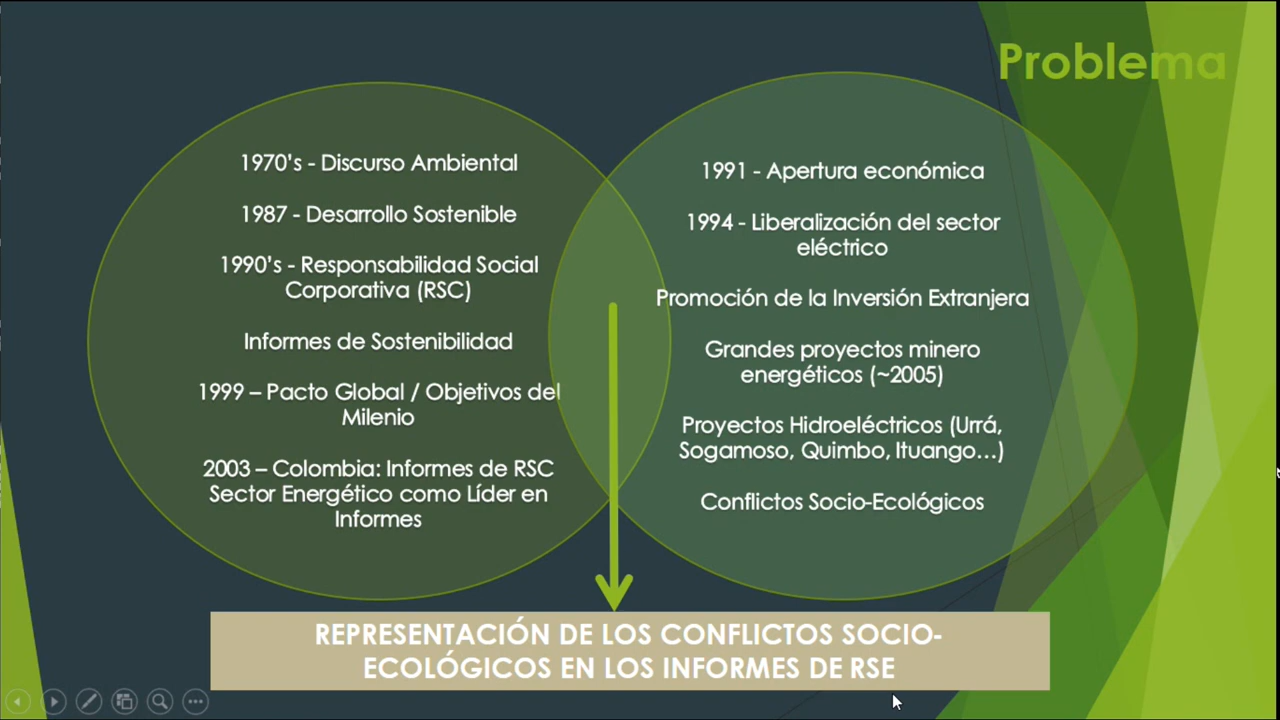 Problema
1970's - Discurso Ambiental
1987 - Desarrollo Sostenible
1990's - Responsabilidad Social
Corporativa (RSC)
Informes de Sostenibilidad
1999 – Pacto Global / Objetivos del
Milenio
2003 – Colombia: Informes de RSC
Sector Energético como Líder en
Informes
1991 - Apertura económica
1994 - Liberalización del sector
eléctrico
Promoción de la Inversión Extranjera
Grandes proyectos minero
energéticos (~2005)
Proyectos Hidroeléctricos (Urrá,
Sogamoso, Quimbo, Ituango...)
Conflictos Socio-Ecológicos
REPRESENTACIÓN DE LOS CONFLICTOS SOCIO-
ECOLÓGICOS EN LOS INFORMES DE RSE